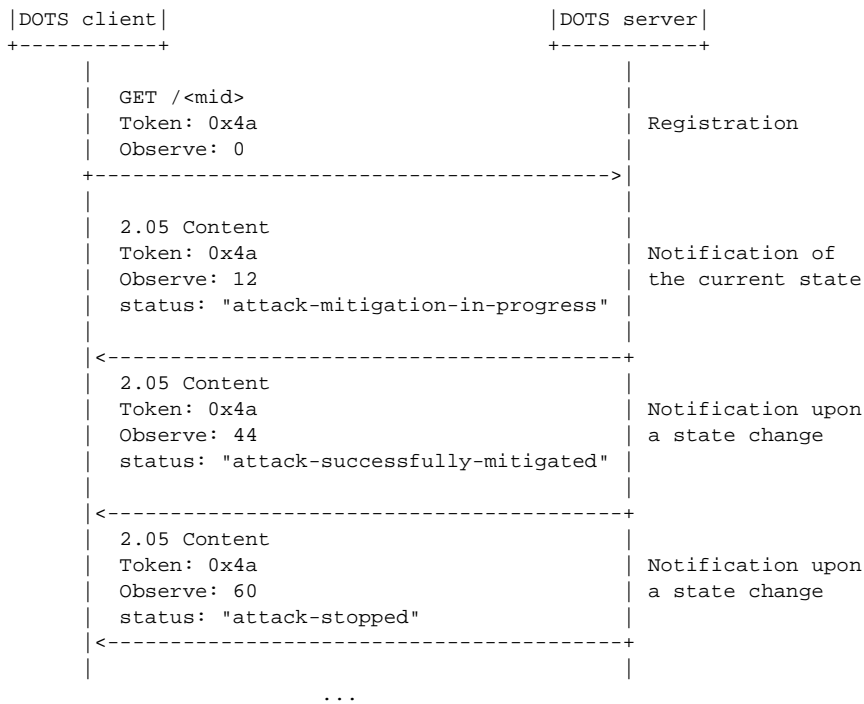 |DOTS client| |DOTS server|
+-----------+ +-----------+
GET /<mid>
Token: 0x4a Registration
Observe: 0
2.05 Content
Token: 0x4a Notification of
Observe: 12 the current state
status: "attack-mitigation-in-progress"
2.05 Content
Token: 0x4a Notification upon
Observe: 44 a state change
status: "attack-successfully-mitigated"
2.05 Content
Token: 0x4a Notification upon
Observe: 60 a state change
status: "attack-stopped"
...